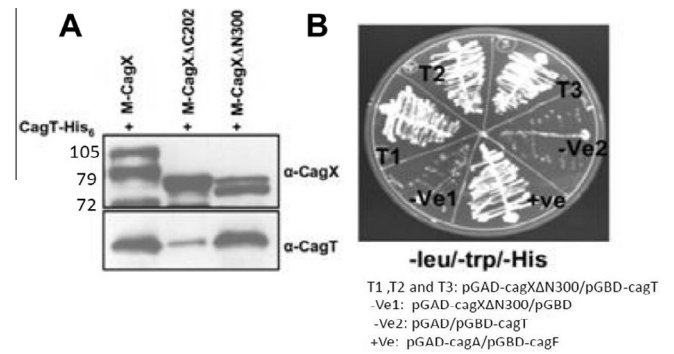 A
B
M-CagX
M-CagXΔC202
M-CagXΔN300
CagT-His6 + + +
105
79
72
α-CagX
α-CagT
T2
T3
T1
-Ve2
-Ve1
+ve
-leu/-trp/-His
T1 ,T2 and T3: pGAD-cagXΔN300/pGBD-cagT
-Ve1: pGAD-cagXΔN300/pGBD
-Ve2: pGAD/pGBD-cagT
+Ve: pGAD-cagA/pGBD-cagF